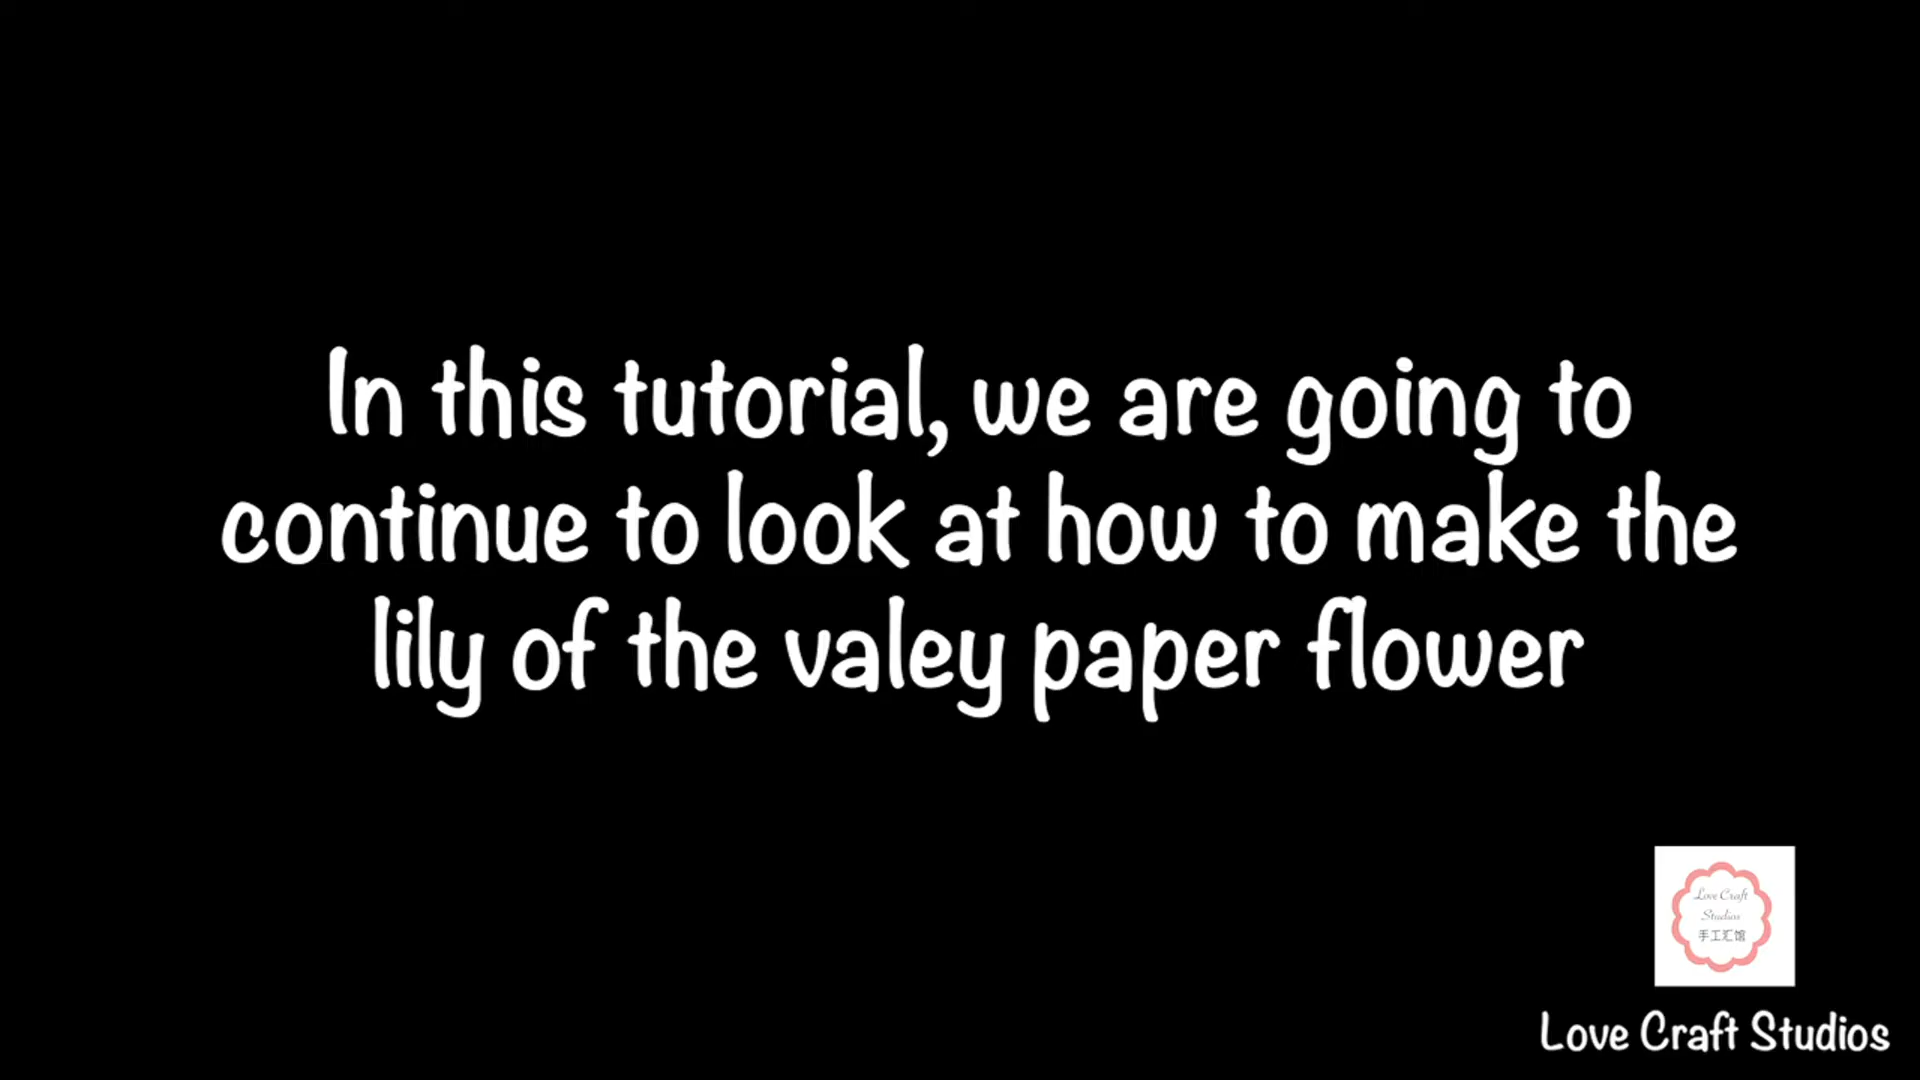 In this tutorial, we are going to
continue to look at how to make the
lily of the valey paper flower
Love Craft
Studios
手工汇馆
Love Craft Studios